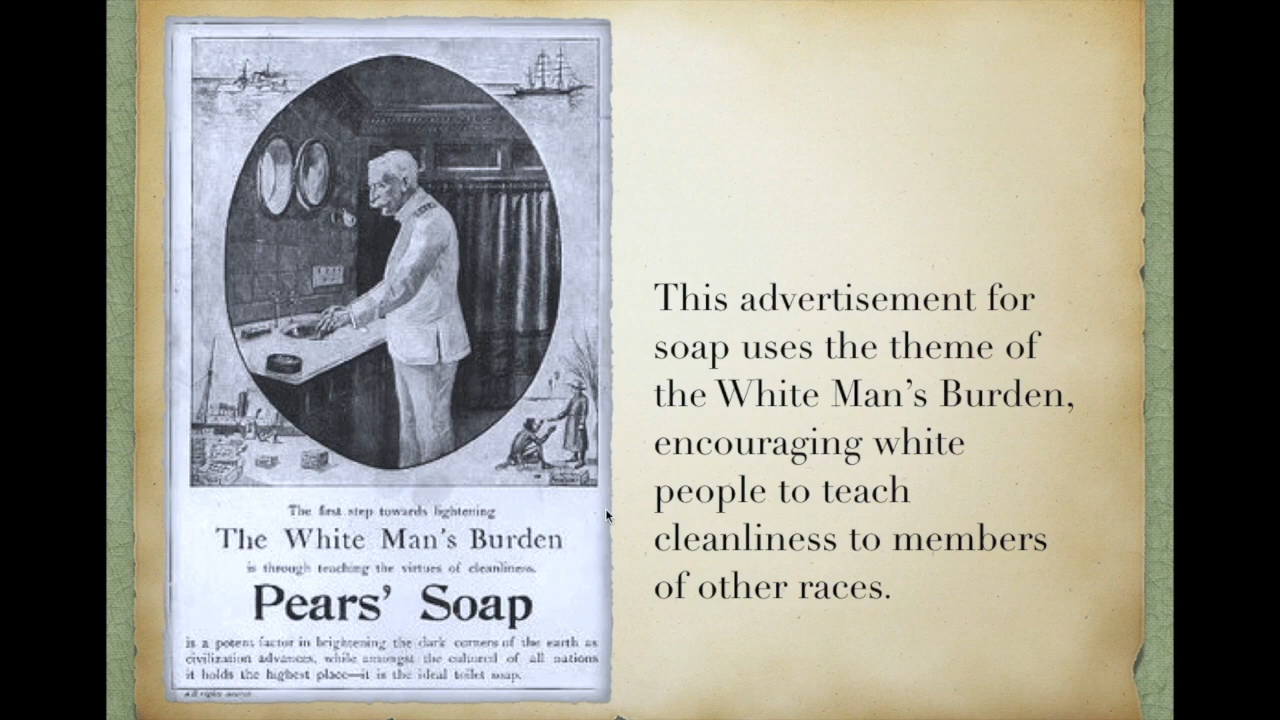 The first step towards lightening
The White Man's Burden
is through teaching the virtues of cleanliness.
Pears' Soap
is a potent factor in brightening the dark corners of the earth as
civilization advances, while amongst the cultured of all nations
it holds the highest place—it is the ideal toilet soap.
All rights
This advertisement for
soap uses the theme of
the White Man's Burden,
encouraging white
people to teach
cleanliness to members
of other races.